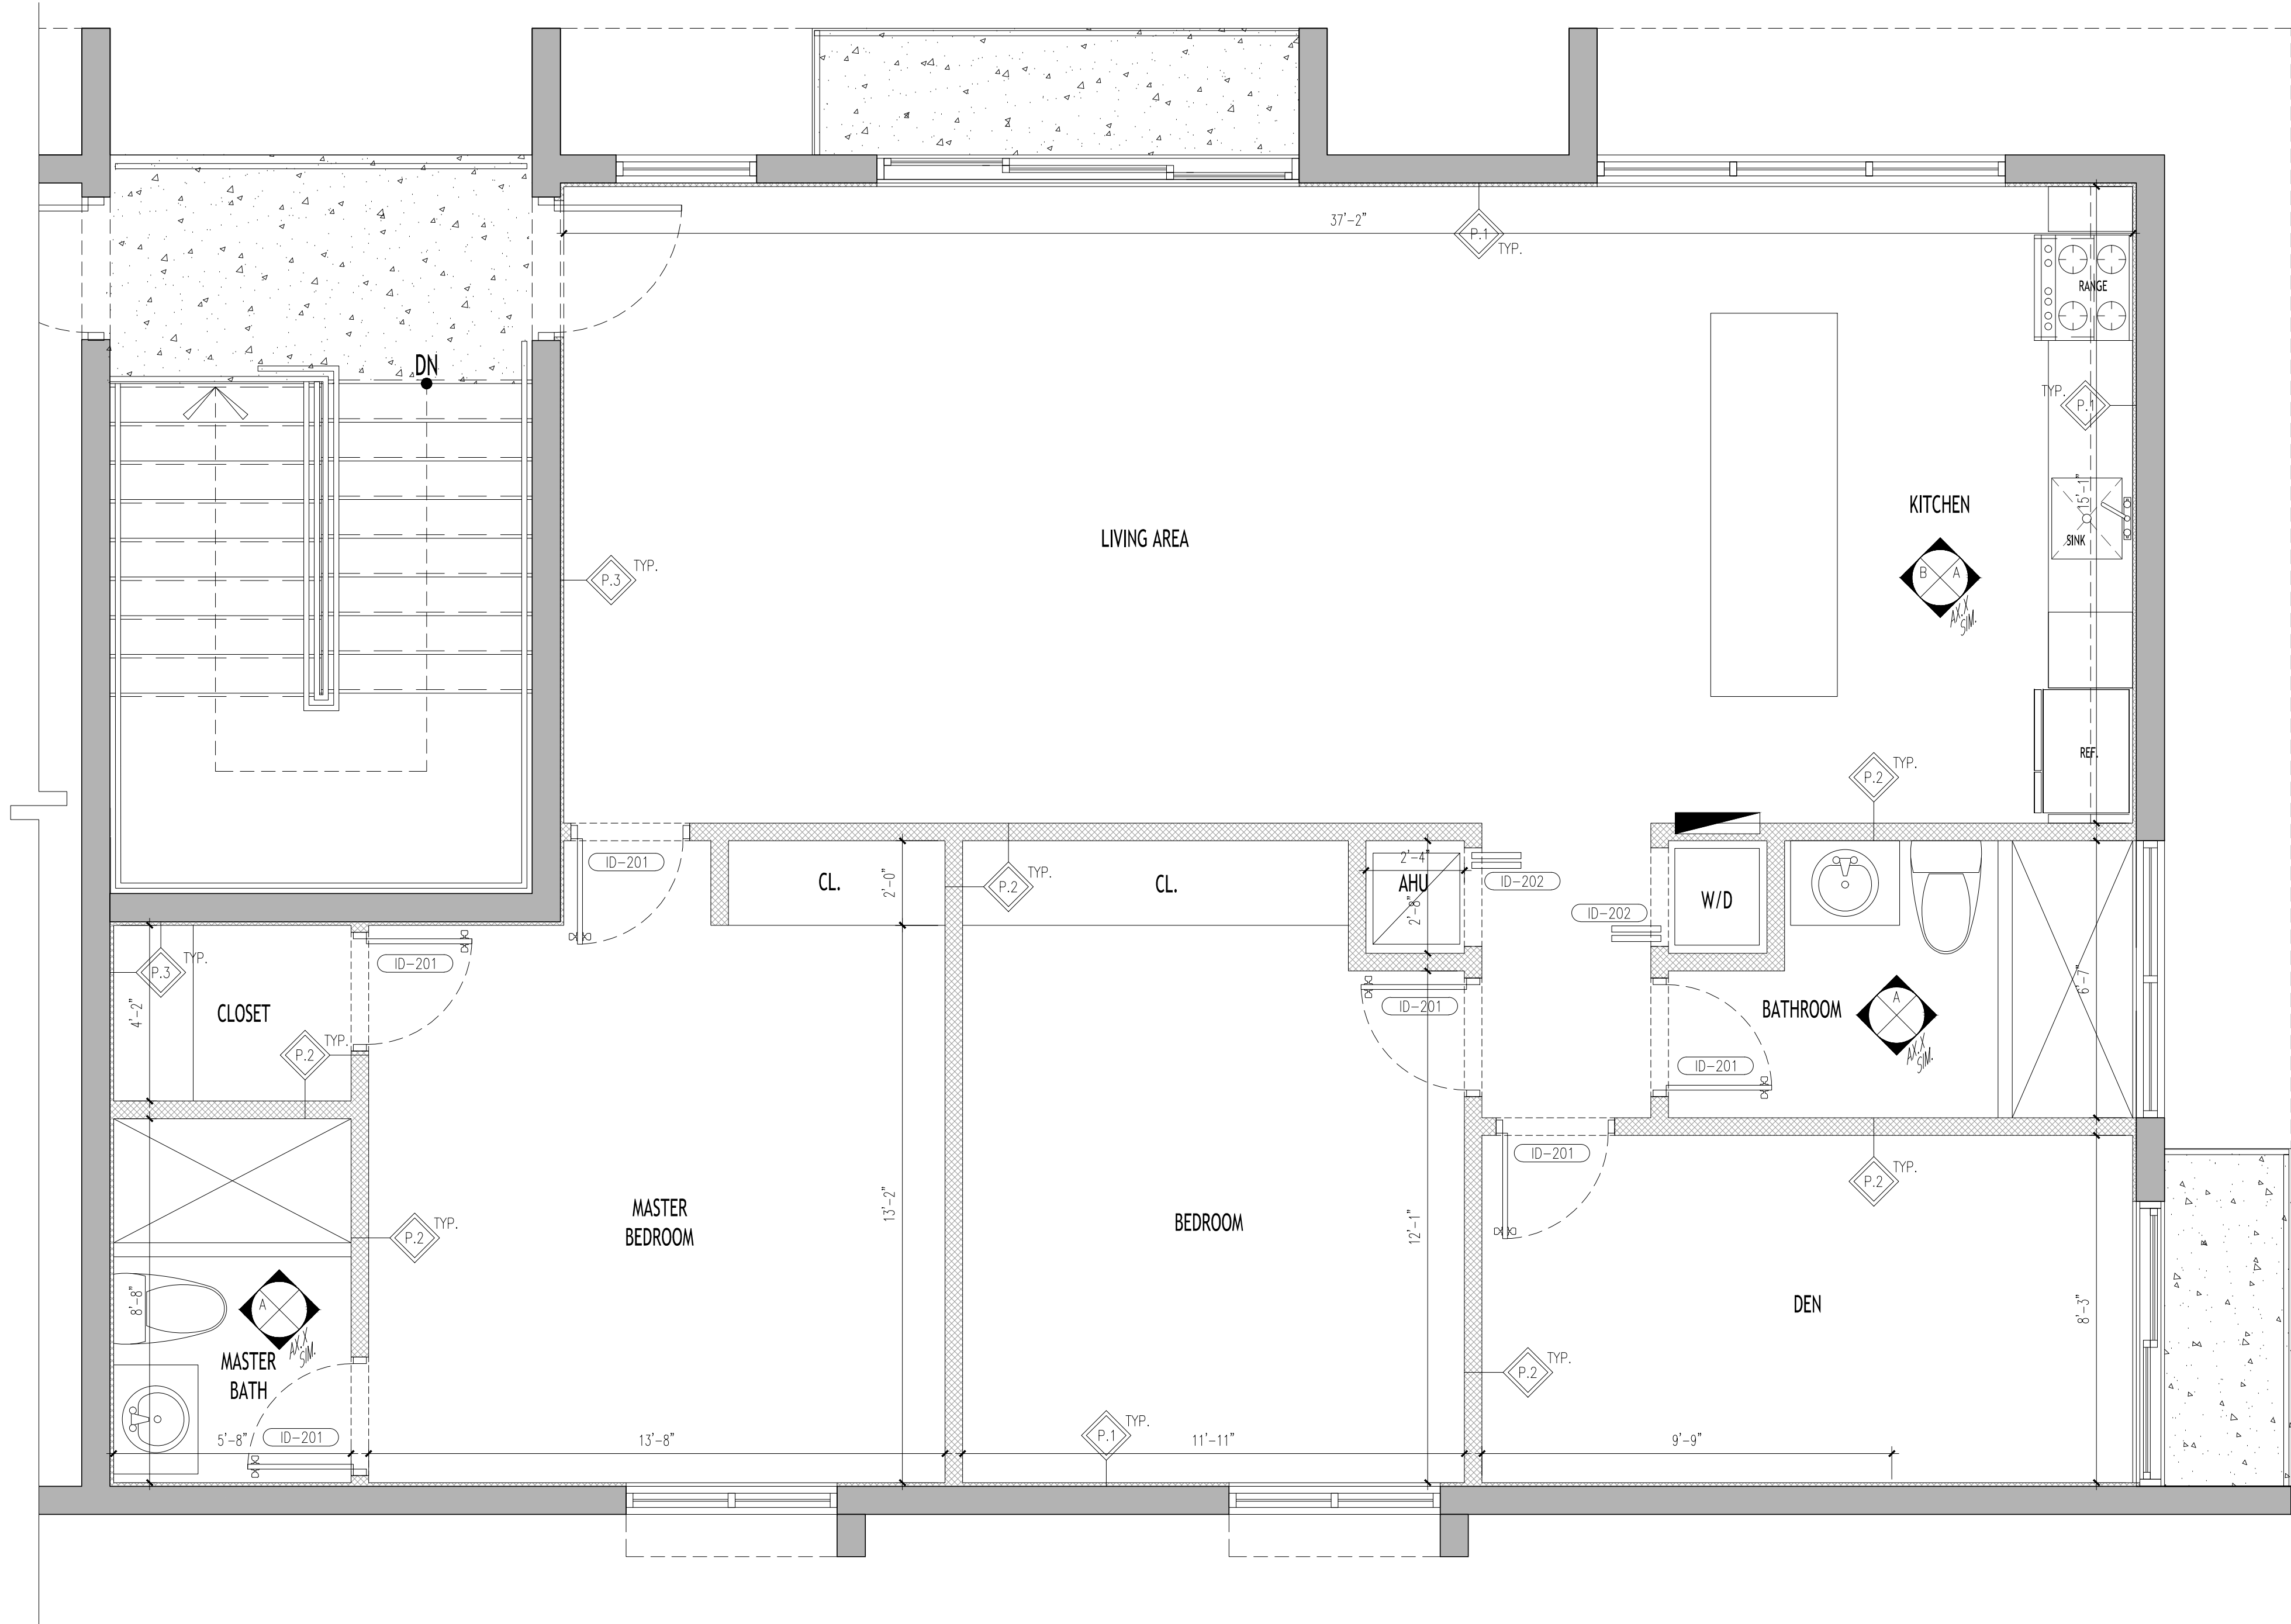 37'-2"
P.1
TYP.
RANGE
DN
TYP.
P.1
KITCHEN
15'-1"
LIVING AREA
SINK
P.3
TYP.
B
A
AX.X
SIM.
REF.
P.2
TYP.
ID-201
CL.
2'-0"
P.2
TYP.
CL.
2'-4"
AHU
2'-8"
ID-202
ID-202
W/D
P.3
TYP.
ID-201
CLOSET
4'-2"
P.2
TYP.
ID-201
BATHROOM
A
AX.X
SIM.
6'-7"
ID-201
ID-201
P.2
TYP.
MASTER
BEDROOM
13'-2"
BEDROOM
12'-1"
P.2
TYP.
8'-8"
A
AX.X
SIM.
MASTER
BATH
DEN
8'-3"
P.2
TYP.
5'-8"
ID-201
13'-8"
P.1
TYP.
11'-11"
9'-9"